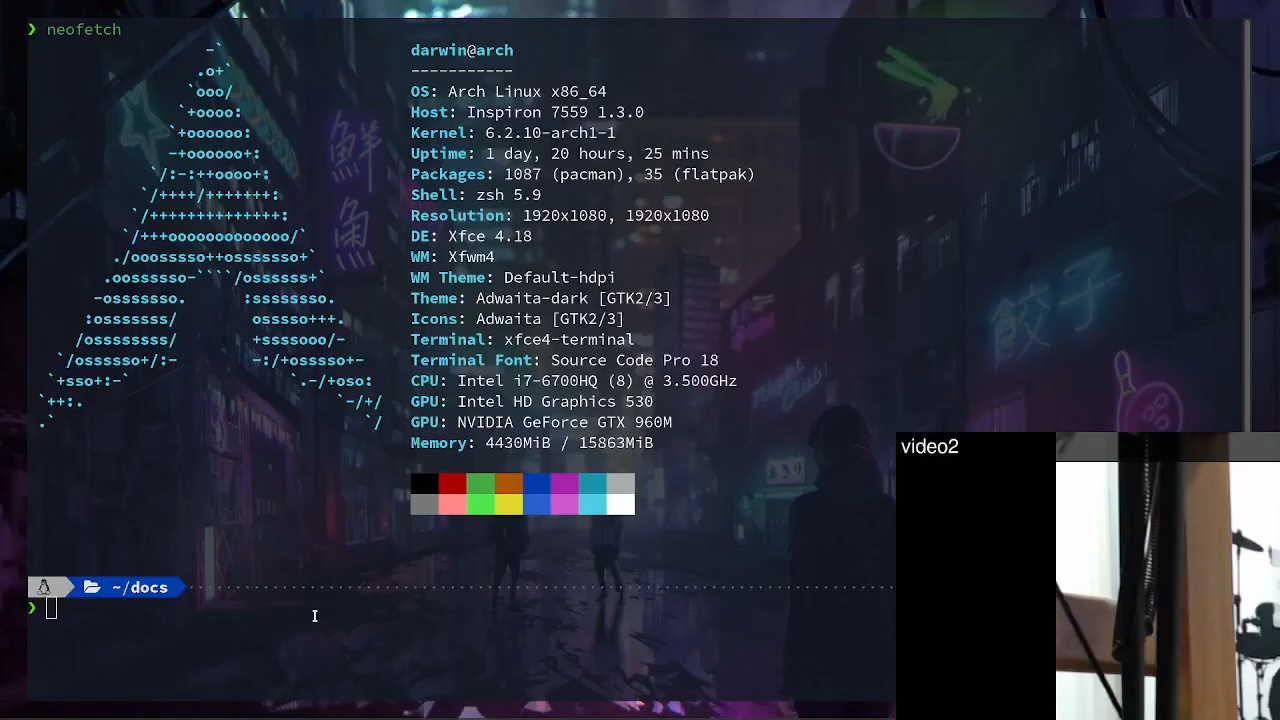 ❯ neofetch
darwin@arch
-----------
OS: Arch Linux x86_64
Host: Inspiron 7559 1.3.0
Kernel: 6.2.10-arch1-1
Uptime: 1 day, 20 hours, 25 mins
Packages: 1087 (pacman), 35 (flatpak)
Shell: zsh 5.9
Resolution: 1920x1080, 1920x1080
DE: Xfce 4.18
WM: Xfwm4
WM Theme: Default-hdpi
Theme: Adwaita-dark [GTK2/3]
Icons: Adwaita [GTK2/3]
Terminal: xfce4-terminal
Terminal Font: Source Code Pro 18
CPU: Intel i7-6700HQ (8) @ 3.500GHz
GPU: Intel HD Graphics 530
GPU: NVIDIA GeForce GTX 960M
Memory: 4430MiB / 15863MiB
~/docs
❯
video2
鮮魚
餃子